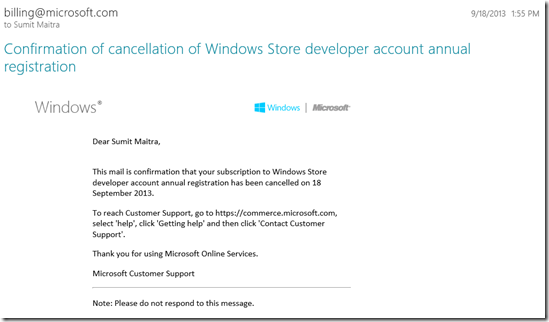 billing@microsoft.com 9/18/2013 1:55 PM
to Sumit Maitra
Confirmation of cancellation of Windows Store developer account annual
registration
Windows® Windows | Microsoft®
Dear Sumit Maitra,
This mail is confirmation that your subscription to Windows Store
developer account annual registration has been cancelled on 18
September 2013.
To reach Customer Support, go to https://commerce.microsoft.com,
select 'help', click 'Getting help' and then click 'Contact Customer
Support'.
Thank you for using Microsoft Online Services.
Microsoft Customer Support
Note: Please do not respond to this message.